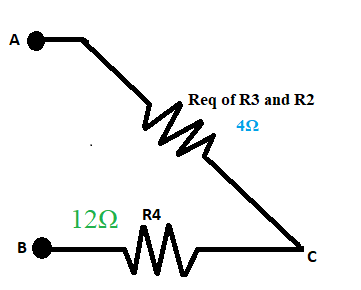 A
Req of R3 and R2
4Ω
12Ω
R4
B
C